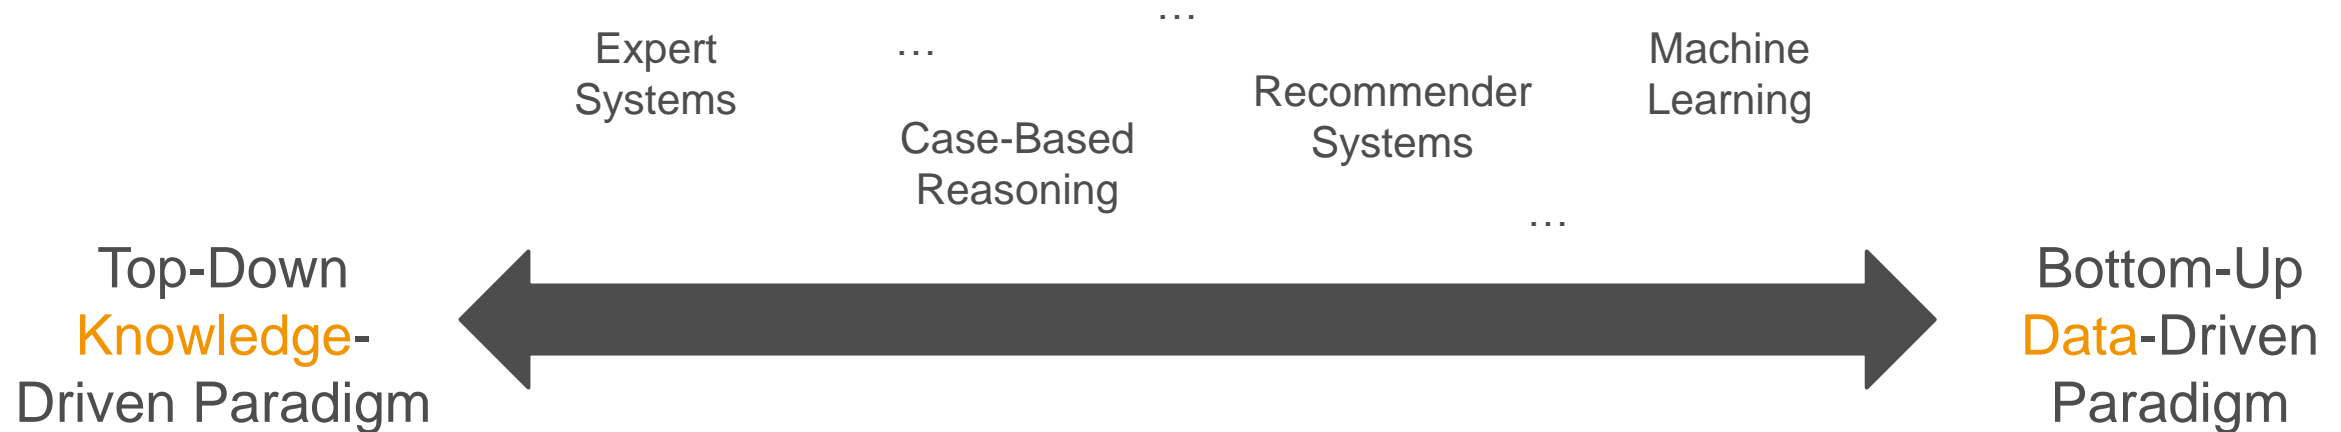 …
Expert
Systems
…
Case-Based
Reasoning
Recommender
Systems
Machine
Learning
…
Top-Down
Knowledge-
Driven Paradigm
Bottom-Up
Data-Driven
Paradigm